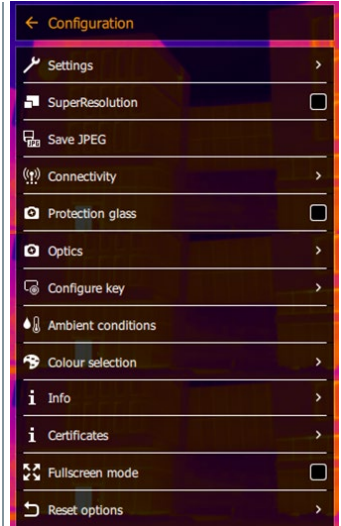 Configuration
Settings
SuperResolution
JPG Save JPEG
Connectivity
Protection glass
Optics
Configure key
Ambient conditions
Colour selection
Info
Certificates
Fullscreen mode
Reset options